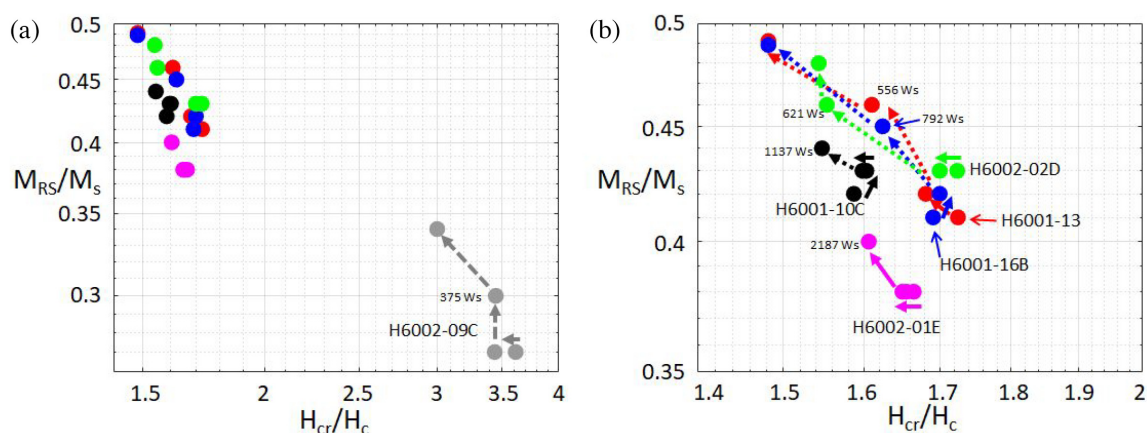 (a)
0.5
0.45
0.4
M_RS/M_s
0.35
0.3
375 Ws
H6002-09C
1.5
2
3
3.5
4
H_cr/H_c
(b)
0.5
0.45
M_RS/M_s
0.4
0.35
556 Ws
621 Ws
792 Ws
1137 Ws
H6002-02D
H6001-10C
H6001-13
2187 Ws
H6001-16B
H6002-01E
1.4
1.5
1.6
1.7
1.8
1.9
2
H_cr/H_c